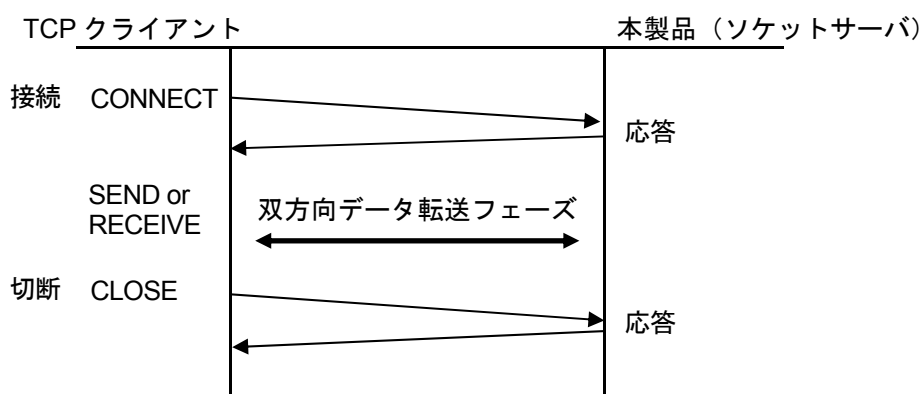 TCP クライアント 本製品（ソケットサーバ）
接続 CONNECT
応答
SEND or
RECEIVE
双方向データ転送フェーズ
切断 CLOSE
応答